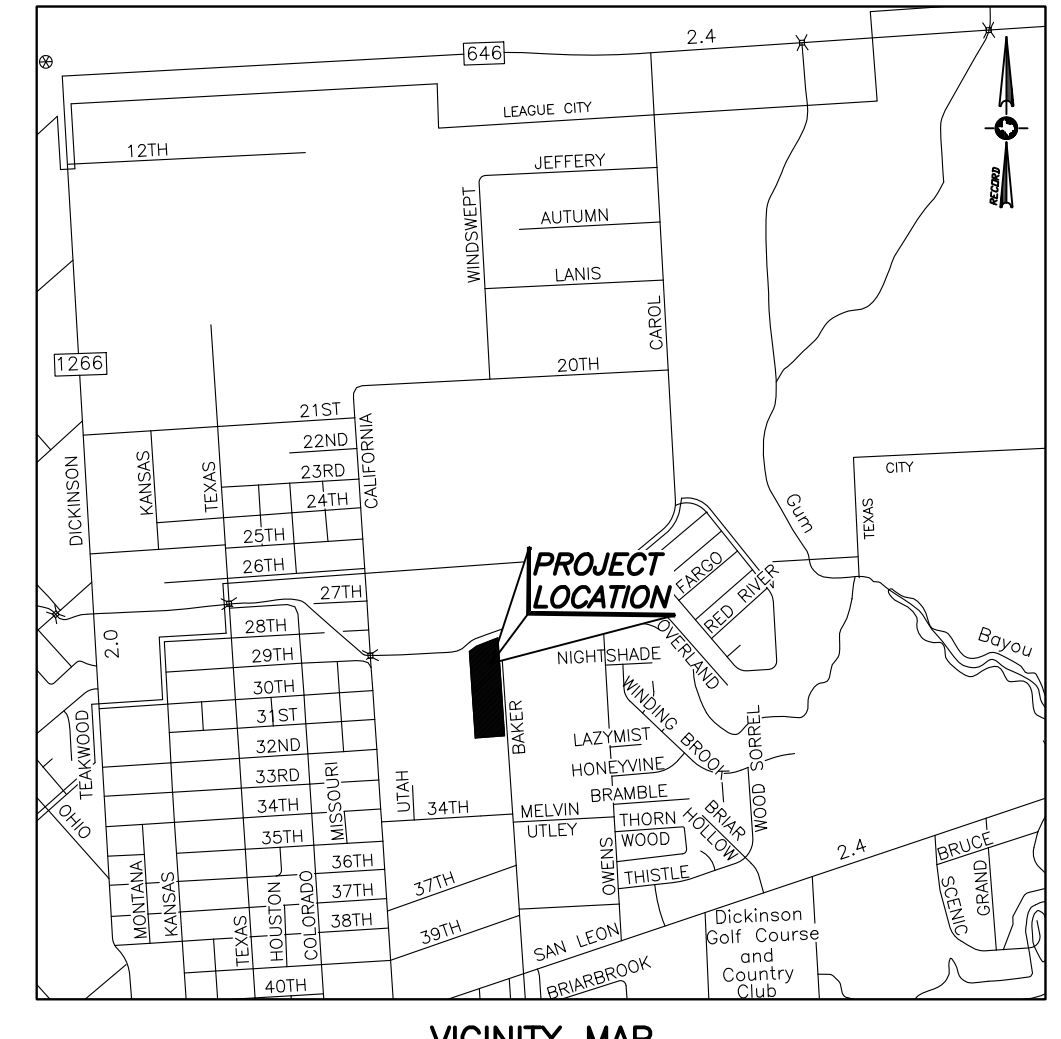 646
2.4
LEAGUE CITY
12TH
JEFFERY
WINDSWEPT
AUTUMN
LANIS
CAROL
RECORD
1266
20TH
21ST
CALIFORNIA
22ND
23RD
24TH
DICKINSON
KANSAS
TEXAS
25TH
26TH
27TH
CITY
TEXAS
Gum
PROJECT
LOCATION
FARGO
RED RIVER
OVERLAND
2.0
28TH
29TH
30TH
31ST
32ND
33RD
34TH
35TH
36TH
37TH
38TH
40TH
TEAKWOOD
OHIO
MISSOURI
UTAH
34TH
BAKER
NIGHTSHADE
WINDING BROOK
LAZYMIST
HONEYVINE
BRAMBLE
WOOD SORREL
Bayou
MELVIN
UTLEY
THORN
WOOD
BRIAR
HOLLOW
OWENS
THISTLE
MONTANA
KANSAS
TEXAS
HOUSTON
COLORADO
37TH
39TH
SAN LEON
BRIARBROOK
2.4
BRUCE
SCENIC
GRAND
Dickinson
Golf Course
and
Country
Club
VICINITY MAP